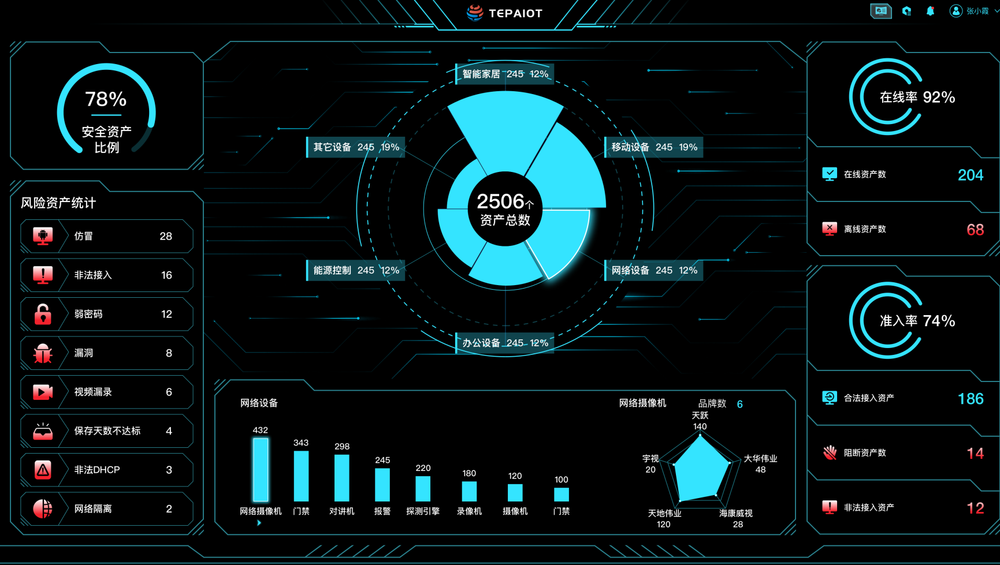 TEPAIOT
张小霞
78%
安全资产
比例
风险资产统计
仿冒 28
非法接入 16
弱密码 12
漏洞 8
视频漏录 6
保存天数不达标 4
非法DHCP 3
网络隔离 2
智能家居 245 12%
其它设备 245 19%
移动设备 245 19%
2506个
资产总数
能源控制 245 12%
网络设备 245 12%
办公设备 245 12%
网络设备
432
343
298
245
220
180
120
100
网络摄像机
门禁
对讲机
报警
探测引擎
录像机
摄像机
门禁
网络摄像机 品牌数 6
天跃
140
宇视
20
大华伟业
48
天地伟业
120
海康威视
28
在线率 92%
在线资产数 204
离线资产数 68
准入率 74%
合法接入资产 186
阻断资产数 14
非法接入资产 12